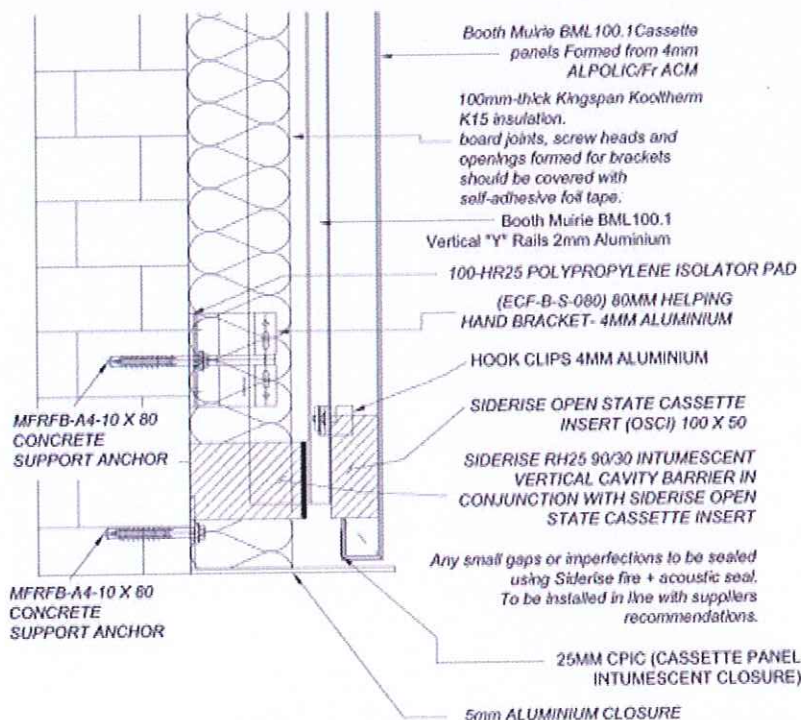 Booth Muirie BML100.1Cassette
panels Formed from 4mm
ALPOLIC/Fr ACM
100mm-thick Kingspan Kooltherm
K15 insulation.
board joints, screw heads and
openings formed for brackets
should be covered with
self-adhesive foil tape.
Booth Muirie BML100.1
Vertical "Y" Rails 2mm Aluminium
100-HR25 POLYPROPYLENE ISOLATOR PAD
(ECF-B-S-080) 80MM HELPING
HAND BRACKET- 4MM ALUMINIUM
HOOK CLIPS 4MM ALUMINIUM
MFRFB-A4-10 X 80
CONCRETE
SUPPORT ANCHOR
SIDERISE OPEN STATE CASSETTE
INSERT (OSCI) 100 X 50
SIDERISE RH25 90/30 INTUMESCENT
VERTICAL CAVITY BARRIER IN
CONJUNCTION WITH SIDERISE OPEN
STATE CASSETTE INSERT
Any small gaps or imperfections to be sealed
using Siderise fire + acoustic seal.
To be installed in line with suppliers
recommendations.
MFRFB-A4-10 X 80
CONCRETE
SUPPORT ANCHOR
25MM CPIC (CASSETTE PANEL
INTUMESCENT CLOSURE)
5mm ALUMINIUM CLOSURE